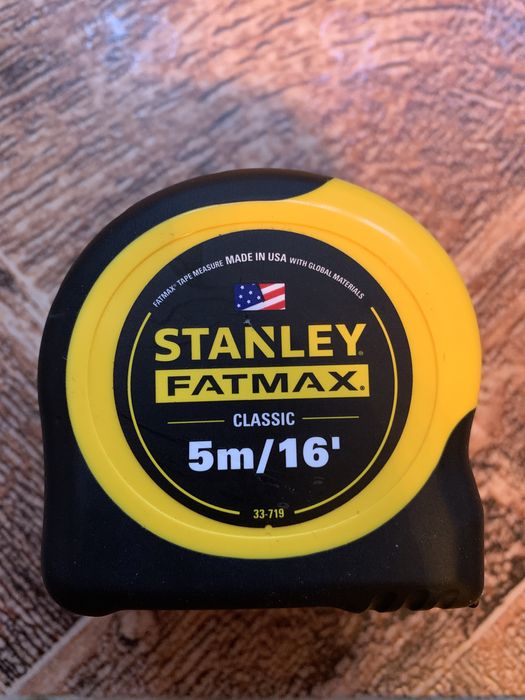 FATMAX® TAPE MEASURE MADE IN USA WITH GLOBAL MATERIALS
STANLEY®
FATMAX®
CLASSIC
5m/16'
33-719